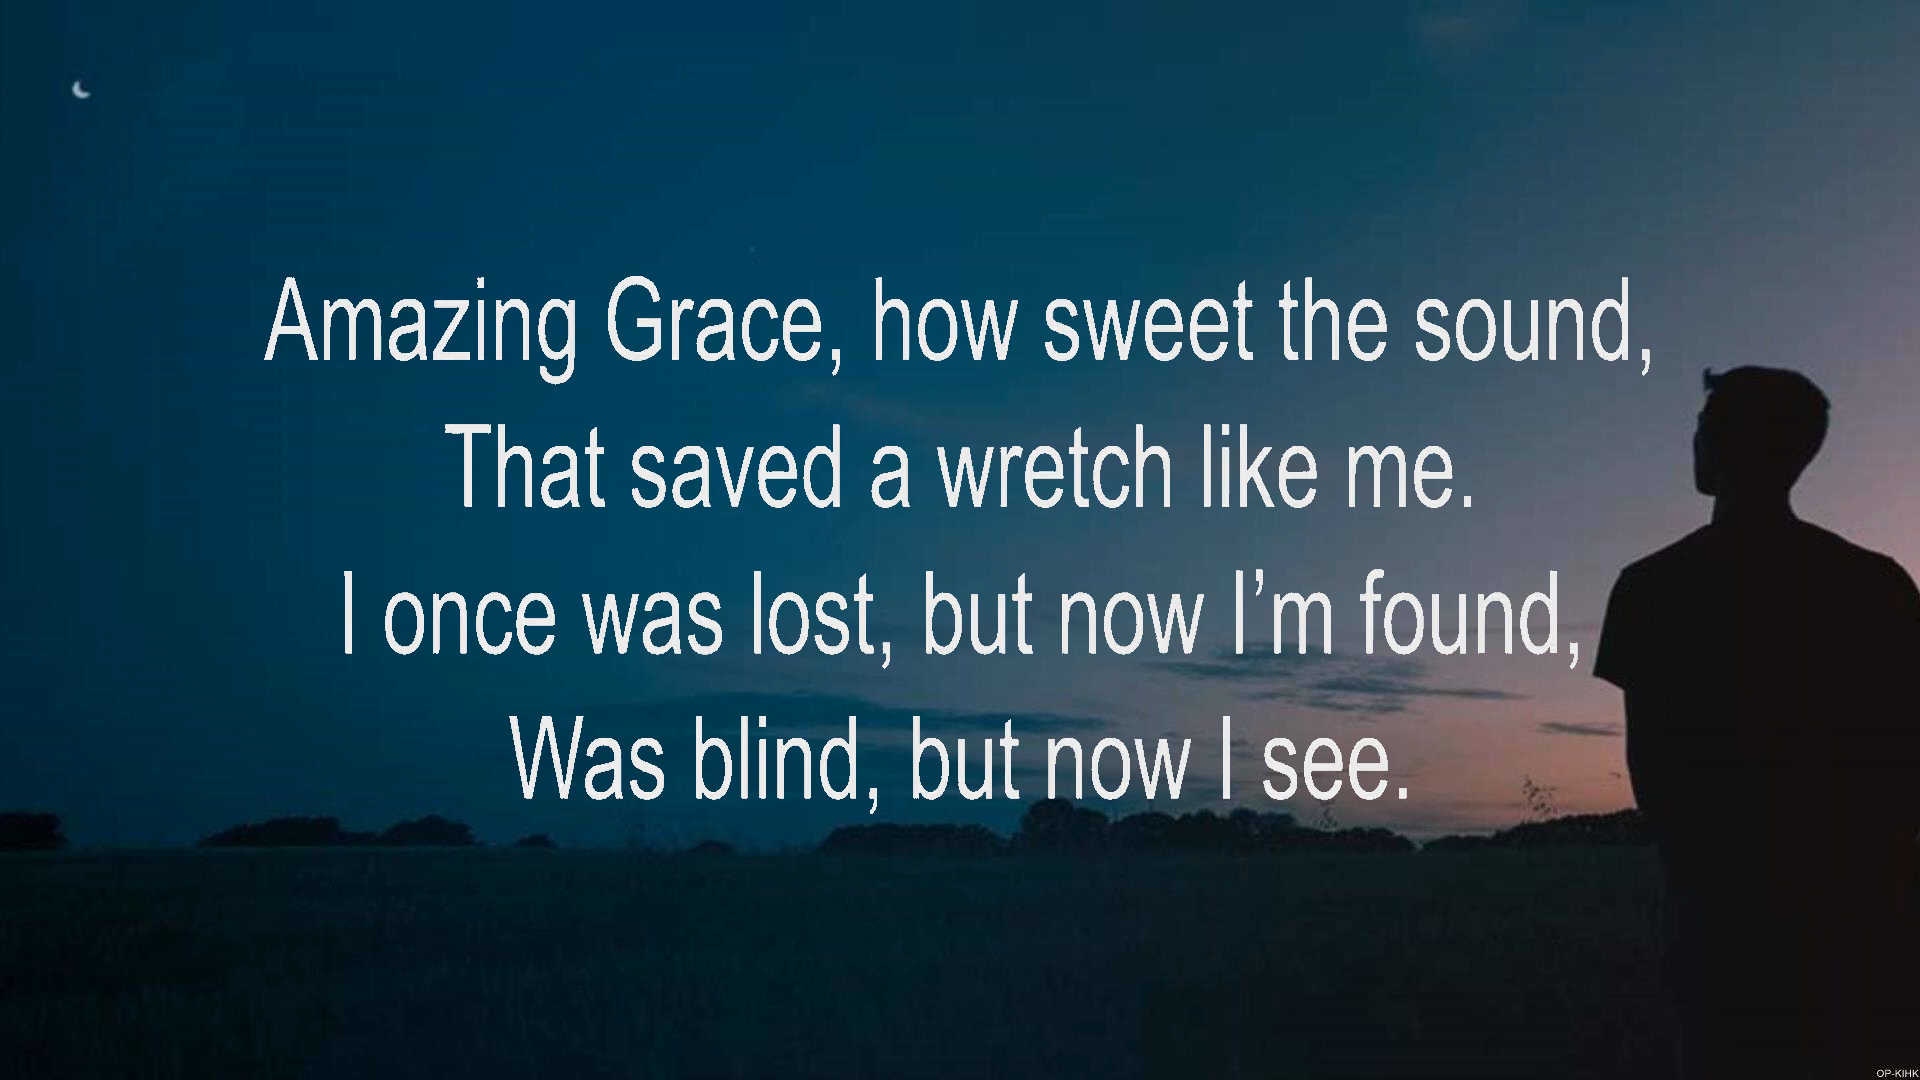 Amazing Grace, how sweet the sound,
That saved a wretch like me.
I once was lost, but now I’m found,
Was blind, but now I see.
OP-KIHK